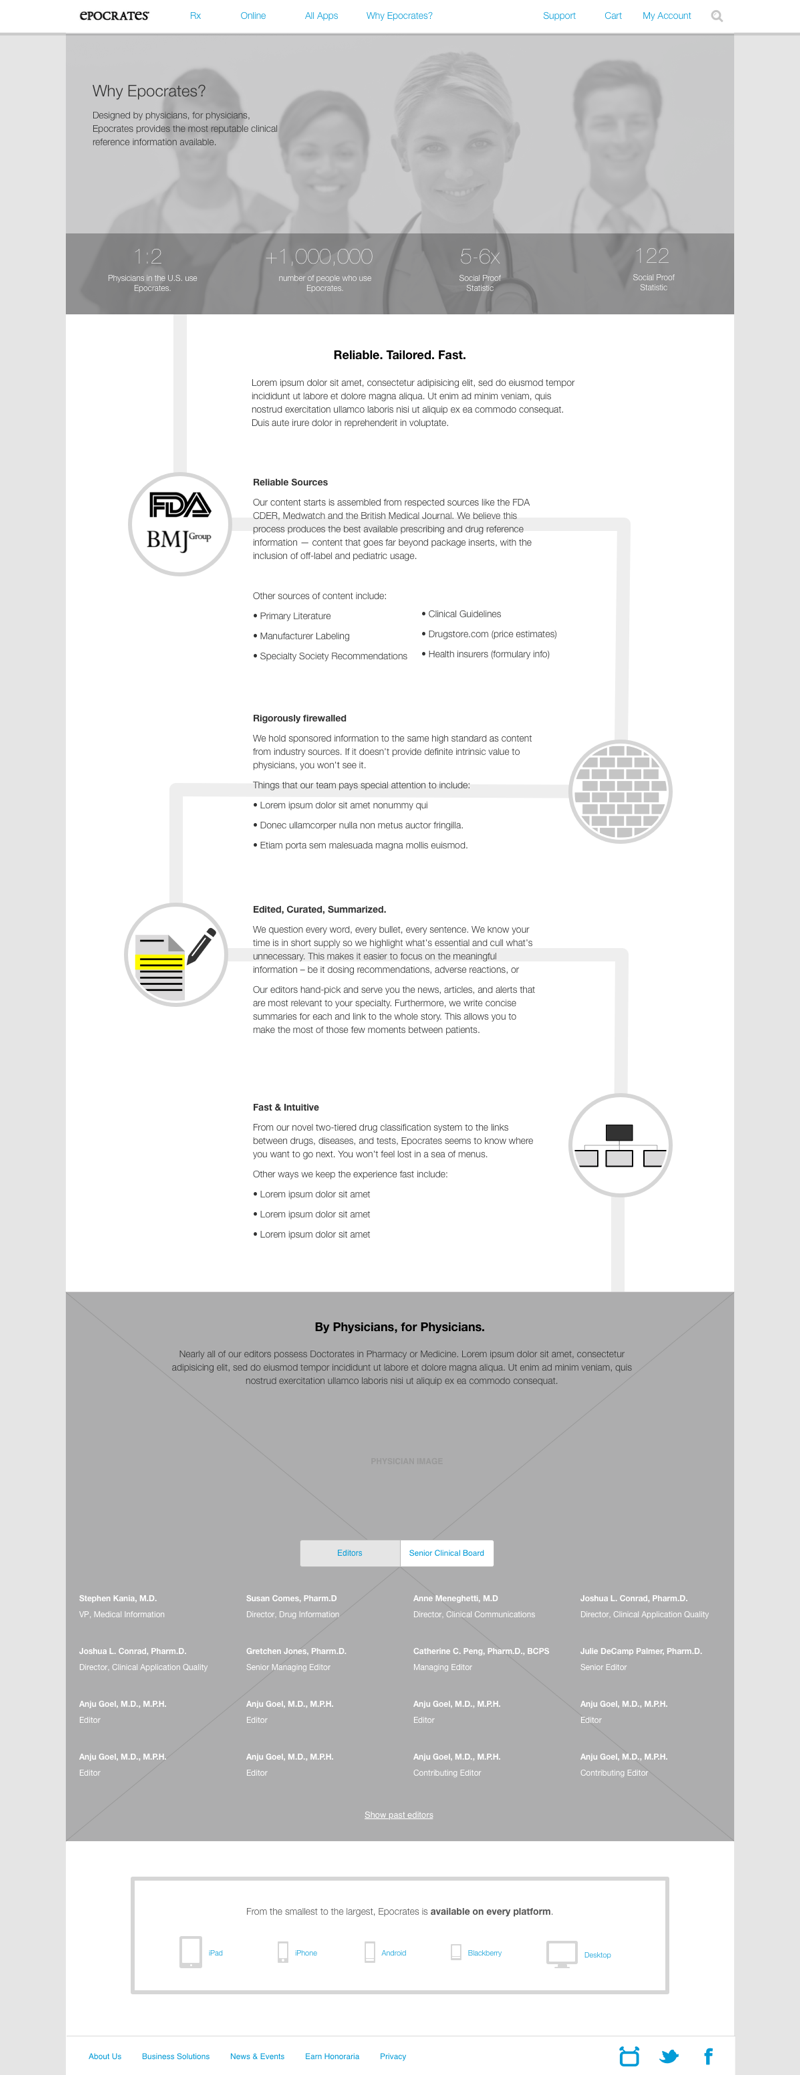 epocrates®
Rx
Online
All Apps
Why Epocrates?
Support
Cart
My Account
Why Epocrates?
Designed by physicians, for physicians,
Epocrates provides the most reputable clinical
reference information available.
1:2
Physicians in the U.S. use
Epocrates.
+1,000,000
number of people who use
Epocrates.
5-6x
Social Proof
Statistic
122
Social Proof
Statistic
Reliable. Tailored. Fast.
Lorem ipsum dolor sit amet, consectetur adipisicing elit, sed do eiusmod tempor
incididunt ut labore et dolore magna aliqua. Ut enim ad minim veniam, quis
nostrud exercitation ullamco laboris nisi ut aliquip ex ea commodo consequat.
Duis aute irure dolor in reprehenderit in voluptate.
FDA
BMJ Group
Reliable Sources
Our content starts is assembled from respected sources like the FDA
CDER, Medwatch and the British Medical Journal. We believe this
process produces the best available prescribing and drug reference
information — content that goes far beyond package inserts, with the
inclusion of off-label and pediatric usage.
Other sources of content include:
• Primary Literature
• Manufacturer Labeling
• Specialty Society Recommendations
• Clinical Guidelines
• Drugstore.com (price estimates)
• Health insurers (formulary info)
Rigorously firewalled
We hold sponsored information to the same high standard as content
from industry sources. If it doesn't provide definite intrinsic value to
physicians, you won't see it.
Things that our team pays special attention to include:
• Lorem ipsum dolor sit amet nonummy qui
• Donec ullamcorper nulla non metus auctor fringilla.
• Etiam porta sem malesuada magna mollis euismod.
Edited, Curated, Summarized.
We question every word, every bullet, every sentence. We know your
time is in short supply so we highlight what's essential and cull what's
unnecessary. This makes it easier to focus on the meaningful
information – be it dosing recommendations, adverse reactions, or
Our editors hand-pick and serve you the news, articles, and alerts that
are most relevant to your specialty. Furthermore, we write concise
summaries for each and link to the whole story. This allows you to
make the most of those few moments between patients.
Fast & Intuitive
From our novel two-tiered drug classification system to the links
between drugs, diseases, and tests, Epocrates seems to know where
you want to go next. You won't feel lost in a sea of menus.
Other ways we keep the experience fast include:
• Lorem ipsum dolor sit amet
• Lorem ipsum dolor sit amet
• Lorem ipsum dolor sit amet
By Physicians, for Physicians.
Nearly all of our editors possess Doctorates in Pharmacy or Medicine. Lorem ipsum dolor sit amet, consectetur
adipisicing elit, sed do eiusmod tempor incididunt ut labore et dolore magna aliqua. Ut enim ad minim veniam, quis
nostrud exercitation ullamco laboris nisi ut aliquip ex ea commodo consequat.
PHYSICIAN IMAGE
Editors
Senior Clinical Board
Stephen Kania, M.D.
VP, Medical Information
Susan Comes, Pharm.D
Director, Drug Information
Anne Meneghetti, M.D
Director, Clinical Communications
Joshua L. Conrad, Pharm.D.
Director, Clinical Application Quality
Joshua L. Conrad, Pharm.D.
Director, Clinical Application Quality
Gretchen Jones, Pharm.D.
Senior Managing Editor
Catherine C. Peng, Pharm.D., BCPS
Managing Editor
Julie DeCamp Palmer, Pharm.D.
Senior Editor
Anju Goel, M.D., M.P.H.
Editor
Anju Goel, M.D., M.P.H.
Editor
Anju Goel, M.D., M.P.H.
Editor
Anju Goel, M.D., M.P.H.
Editor
Anju Goel, M.D., M.P.H.
Editor
Anju Goel, M.D., M.P.H.
Editor
Anju Goel, M.D., M.P.H.
Contributing Editor
Anju Goel, M.D., M.P.H.
Contributing Editor
Show past editors
From the smallest to the largest, Epocrates is available on every platform.
iPad
iPhone
Android
Blackberry
Desktop
About Us
Business Solutions
News & Events
Earn Honoraria
Privacy